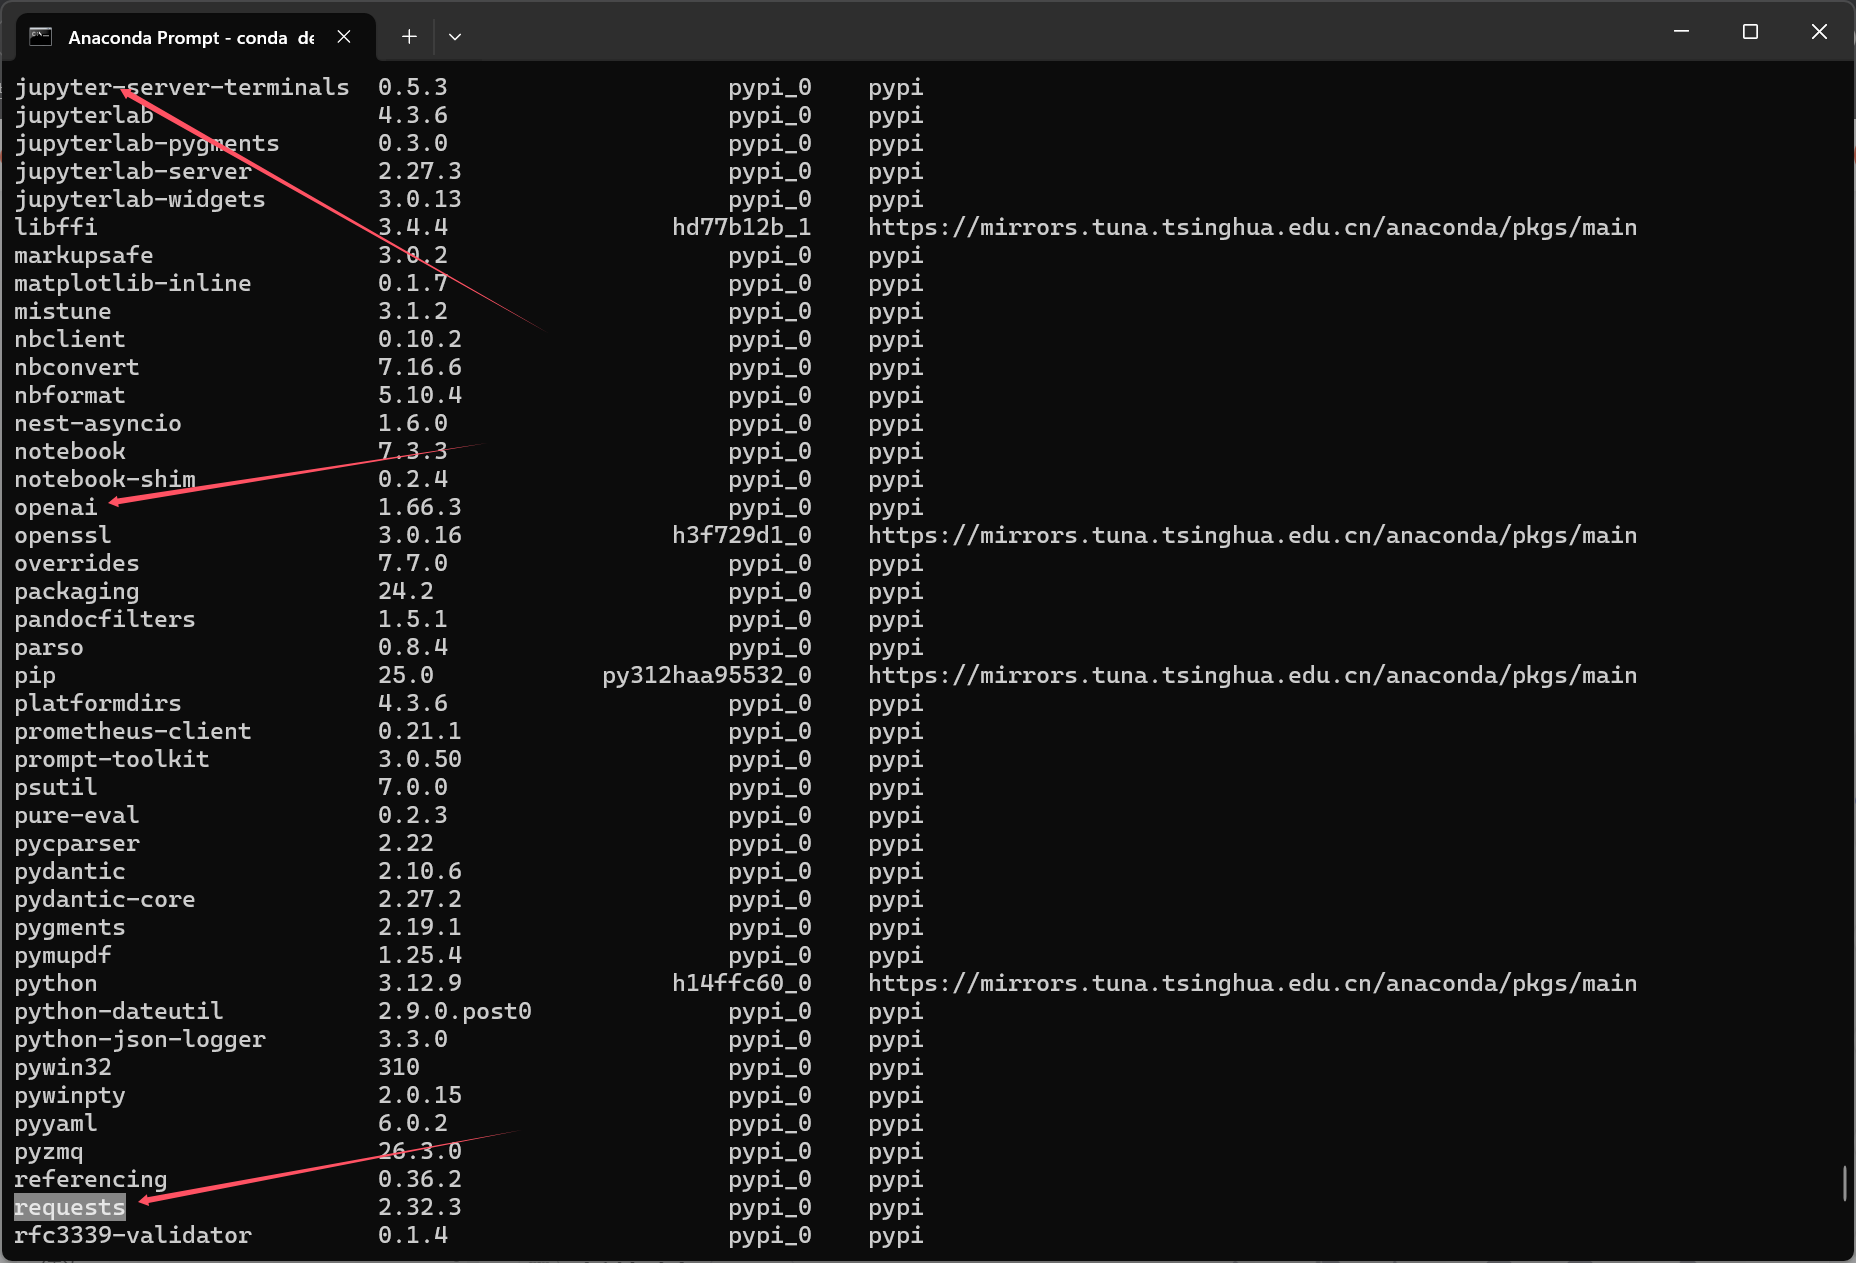 Anaconda Prompt - conda de
jupyter-server-terminals 0.5.3 pypi_0 pypi
jupyterlab 4.3.6 pypi_0 pypi
jupyterlab-pygments 0.3.0 pypi_0 pypi
jupyterlab-server 2.27.3 pypi_0 pypi
jupyterlab-widgets 3.0.13 pypi_0 pypi
libffi 3.4.4 hd77b12b_1 https://mirrors.tuna.tsinghua.edu.cn/anaconda/pkgs/main
markupsafe 3.0.2 pypi_0 pypi
matplotlib-inline 0.1.7 pypi_0 pypi
mistune 3.1.2 pypi_0 pypi
nbclient 0.10.2 pypi_0 pypi
nbconvert 7.16.6 pypi_0 pypi
nbformat 5.10.4 pypi_0 pypi
nest-asyncio 1.6.0 pypi_0 pypi
notebook 7.3.3 pypi_0 pypi
notebook-shim 0.2.4 pypi_0 pypi
openai 1.66.3 pypi_0 pypi
openssl 3.0.16 h3f729d1_0 https://mirrors.tuna.tsinghua.edu.cn/anaconda/pkgs/main
overrides 7.7.0 pypi_0 pypi
packaging 24.2 pypi_0 pypi
pandocfilters 1.5.1 pypi_0 pypi
parso 0.8.4 pypi_0 pypi
pip 25.0 py312haa95532_0 https://mirrors.tuna.tsinghua.edu.cn/anaconda/pkgs/main
platformdirs 4.3.6 pypi_0 pypi
prometheus-client 0.21.1 pypi_0 pypi
prompt-toolkit 3.0.50 pypi_0 pypi
psutil 7.0.0 pypi_0 pypi
pure-eval 0.2.3 pypi_0 pypi
pycparser 2.22 pypi_0 pypi
pydantic 2.10.6 pypi_0 pypi
pydantic-core 2.27.2 pypi_0 pypi
pygments 2.19.1 pypi_0 pypi
pymupdf 1.25.4 pypi_0 pypi
python 3.12.9 h14ffc60_0 https://mirrors.tuna.tsinghua.edu.cn/anaconda/pkgs/main
python-dateutil 2.9.0.post0 pypi_0 pypi
python-json-logger 3.3.0 pypi_0 pypi
pywin32 310 pypi_0 pypi
pywinpty 2.0.15 pypi_0 pypi
pyyaml 6.0.2 pypi_0 pypi
pyzmq 26.3.0 pypi_0 pypi
referencing 0.36.2 pypi_0 pypi
requests 2.32.3 pypi_0 pypi
rfc3339-validator 0.1.4 pypi_0 pypi